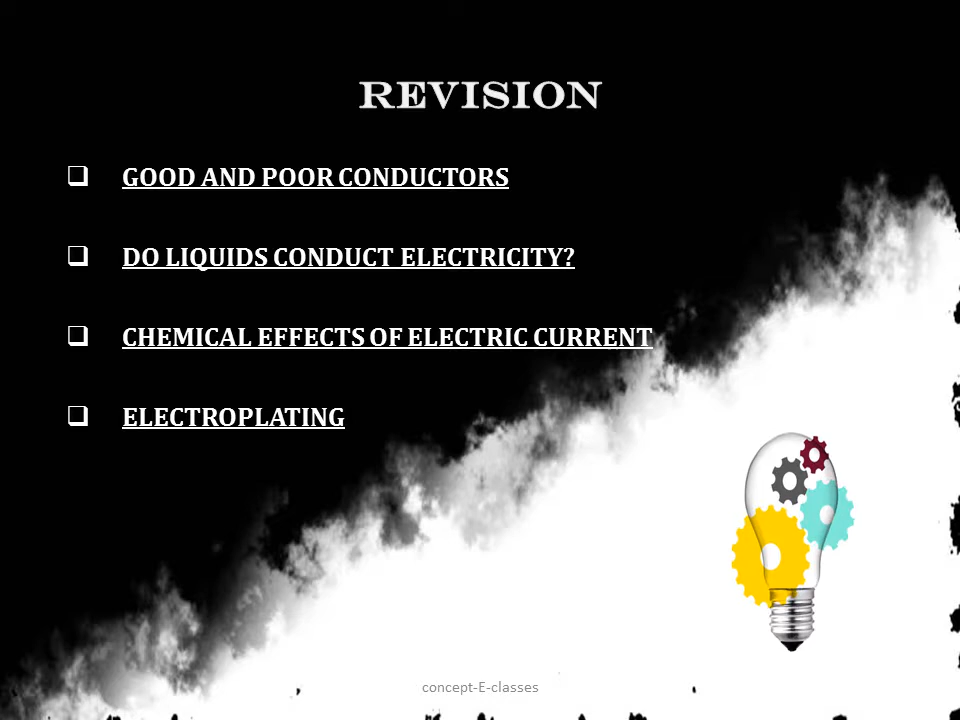 REVISION
GOOD AND POOR CONDUCTORS
DO LIQUIDS CONDUCT ELECTRICITY?
CHEMICAL EFFECTS OF ELECTRIC CURRENT
ELECTROPLATING
concept-E-classes